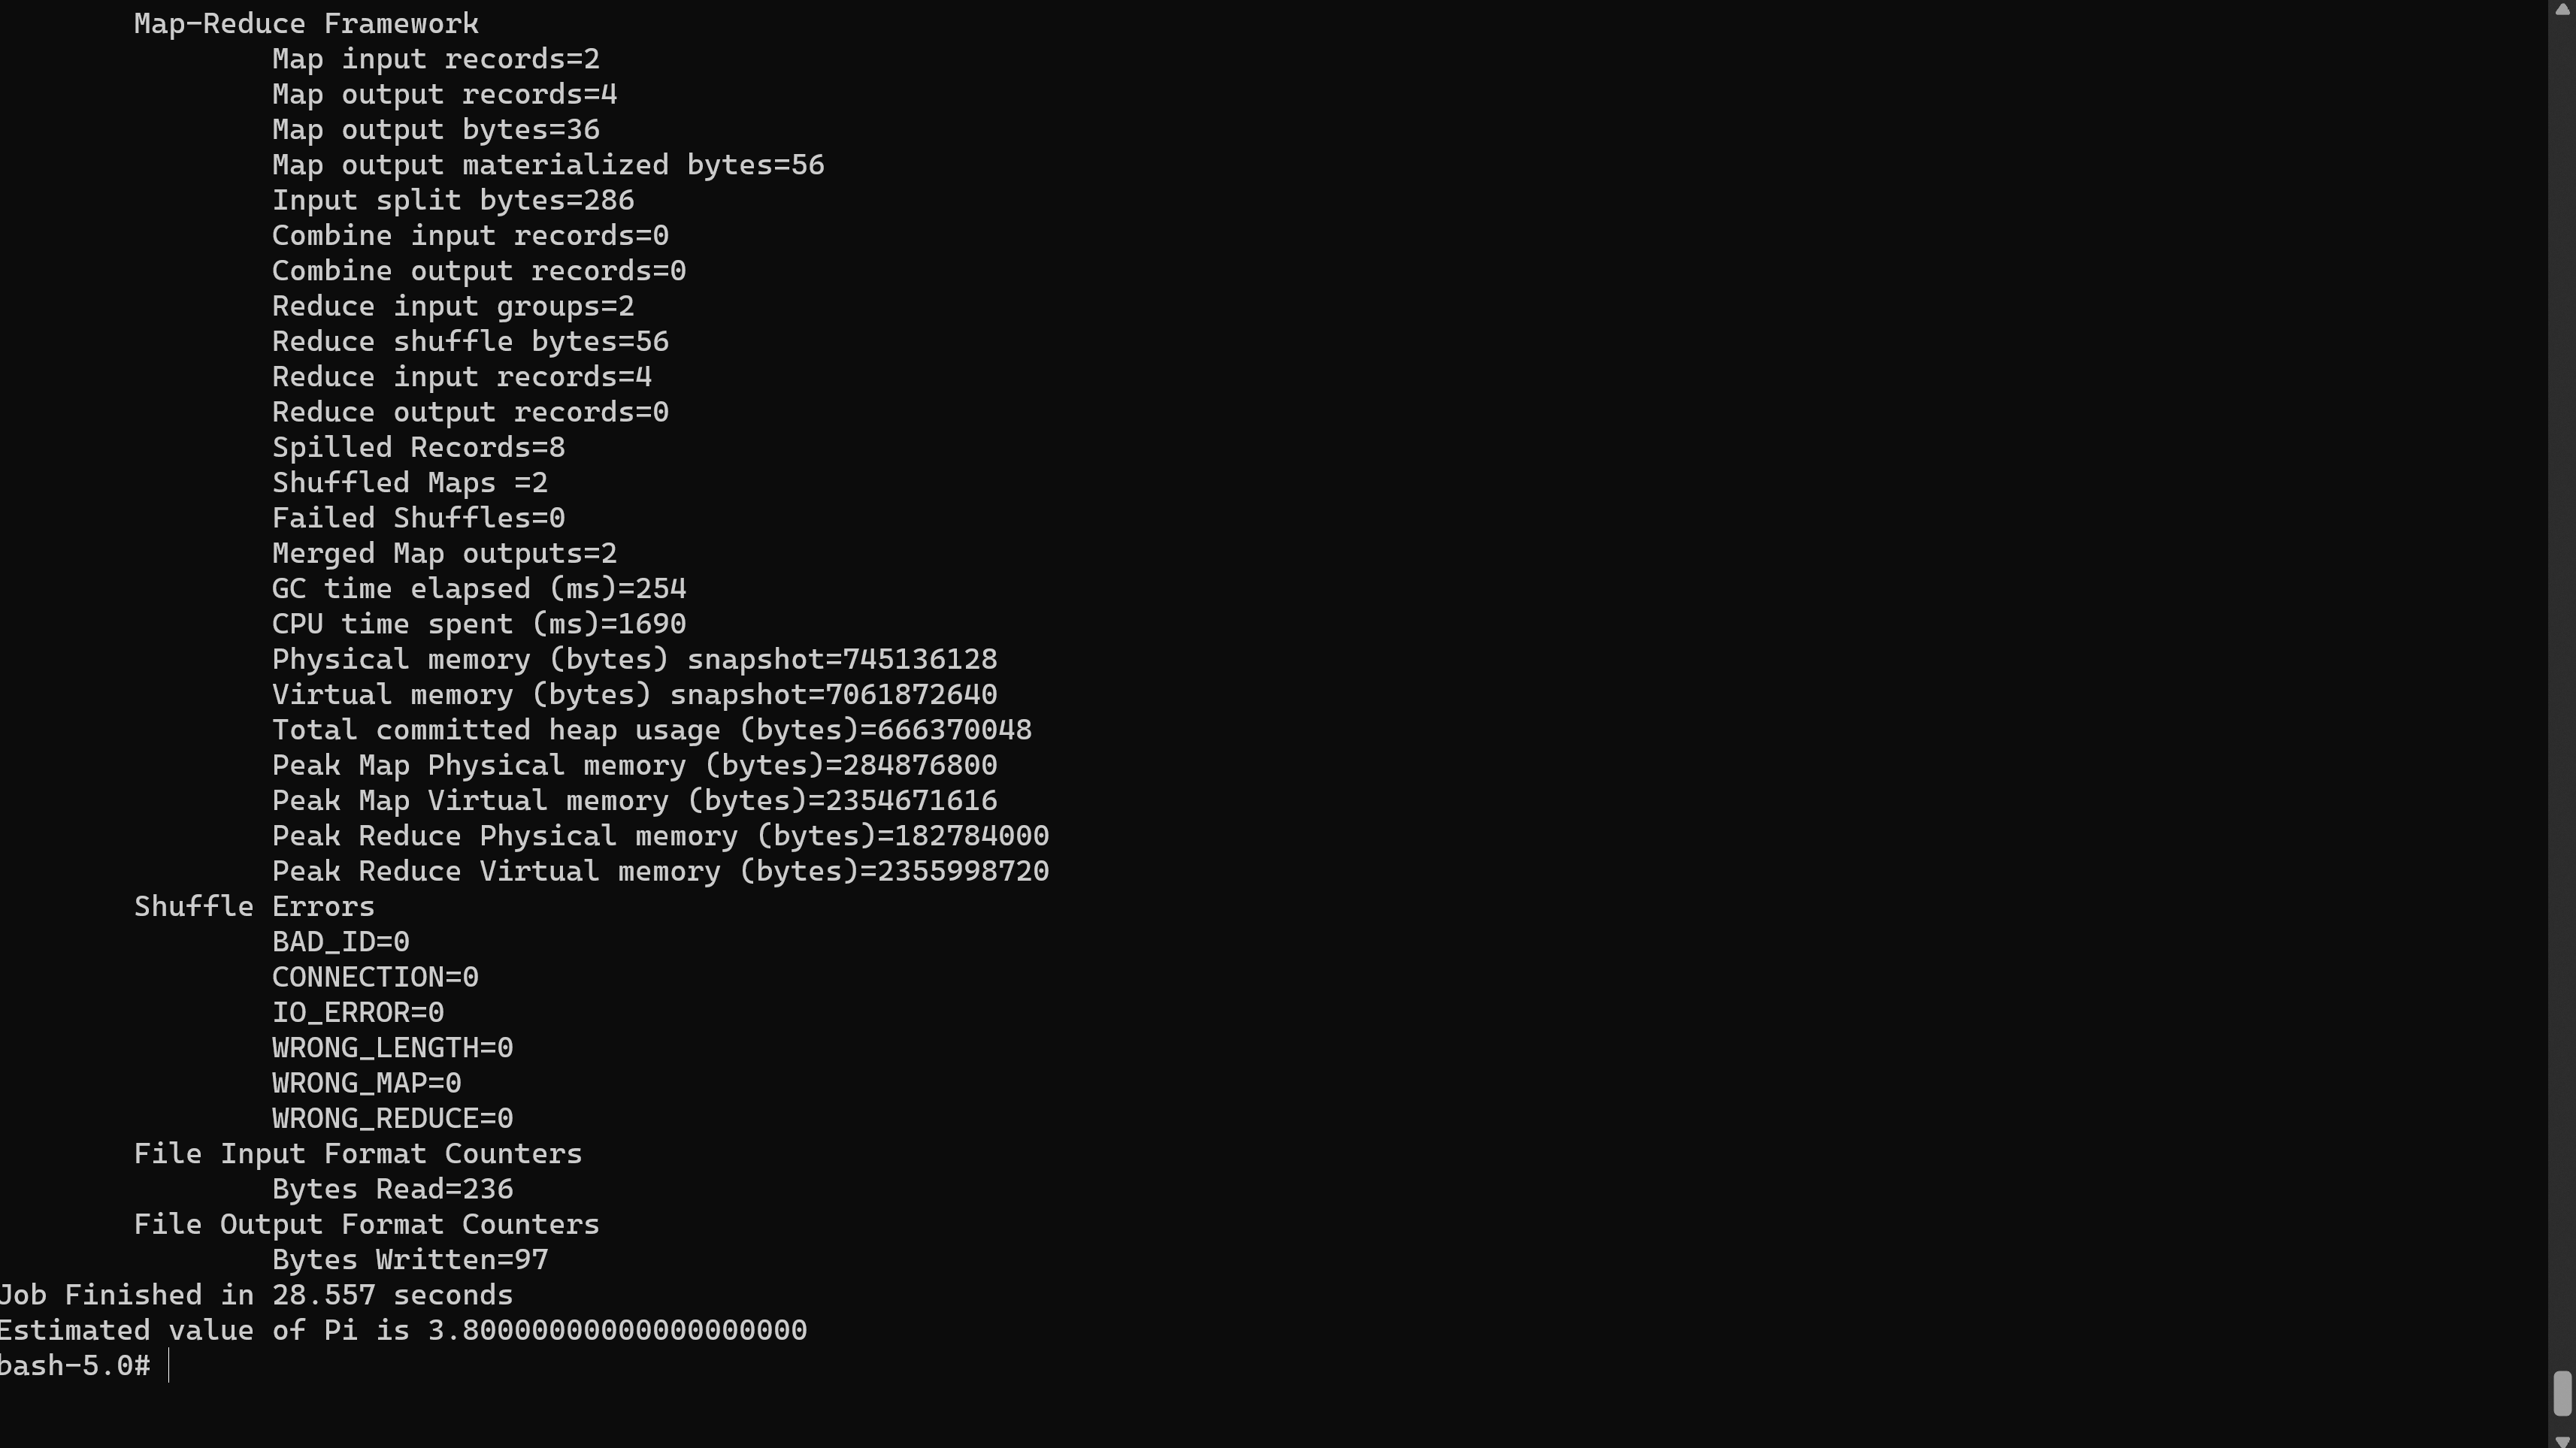 Map-Reduce Framework
Map input records=2
Map output records=4
Map output bytes=36
Map output materialized bytes=56
Input split bytes=286
Combine input records=0
Combine output records=0
Reduce input groups=2
Reduce shuffle bytes=56
Reduce input records=4
Reduce output records=0
Spilled Records=8
Shuffled Maps =2
Failed Shuffles=0
Merged Map outputs=2
GC time elapsed (ms)=254
CPU time spent (ms)=1690
Physical memory (bytes) snapshot=745136128
Virtual memory (bytes) snapshot=7061872640
Total committed heap usage (bytes)=666370048
Peak Map Physical memory (bytes)=284876800
Peak Map Virtual memory (bytes)=2354671616
Peak Reduce Physical memory (bytes)=182784000
Peak Reduce Virtual memory (bytes)=2355998720
Shuffle Errors
BAD_ID=0
CONNECTION=0
IO_ERROR=0
WRONG_LENGTH=0
WRONG_MAP=0
WRONG_REDUCE=0
File Input Format Counters
Bytes Read=236
File Output Format Counters
Bytes Written=97
Job Finished in 28.557 seconds
Estimated value of Pi is 3.80000000000000000000
bash-5.0#